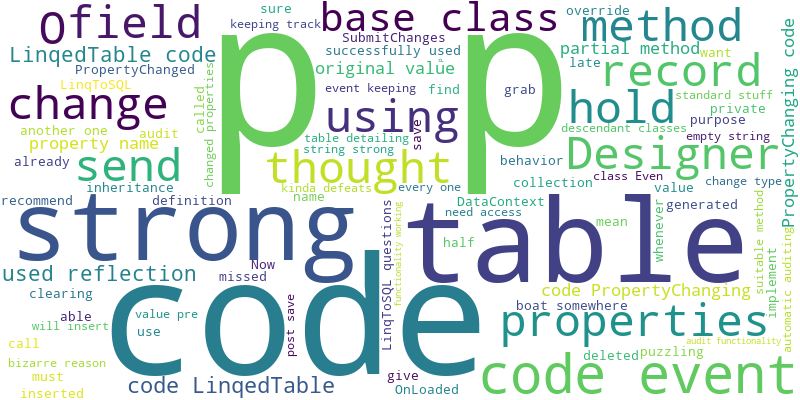 sure
override
O field
base class
method
keeping track
SubmitChanges
LinqedTable code
successfully used
partial method
late
want
PropertyChanged
original value
record
LinqToSQL
event keeping
find
grab
standard stuff
change
using
hold
private
called
changed properties
save
PropertyChanging code
another one
audit
property name
table detailing
string strong
descendant classes
purpose
empty string
already
send
thought
behavior
Designer
inheritance
kinda defeats
every one
collection
class Even
change type
recommend
definition
name
DataContext
value
generated
strong
table
need access
mean
whenever
suitable method
implement
automatic auditing
p p
half
LinqToSQL questions
functionality working
used reflection
Now
missed
code PropertyChanging
clearing
code
boat somewhere
able
value pre
post save
properties
will insert
use
call
audit functionality
bizarre reason
deleted
puzzling
must
give
inserted
code LinqedTable
OnLoaded
code event
p